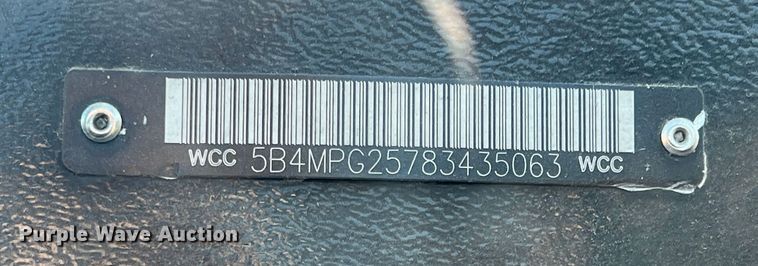 WCC 5B4MPG25783435063 WCC
Purple Wave Auction